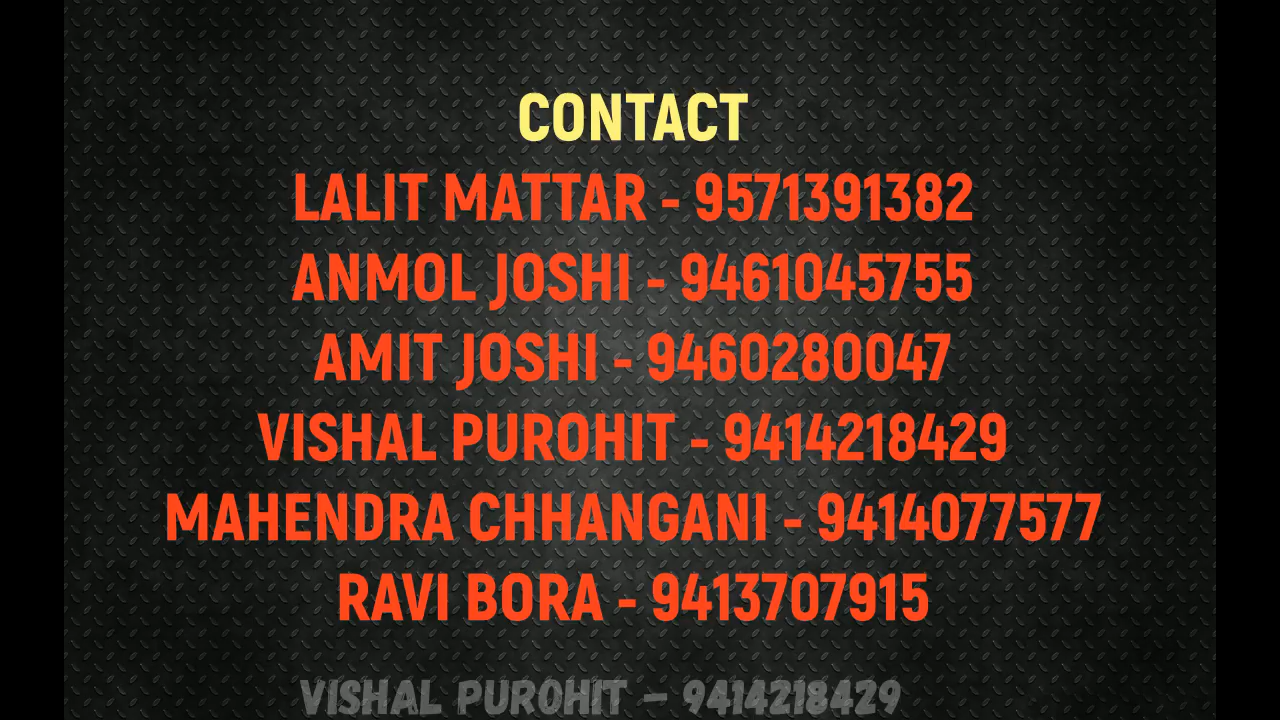 CONTACT
LALIT MATTAR - 9571391382
ANMOL JOSHI - 9461045755
AMIT JOSHI - 9460280047
VISHAL PUROHIT - 9414218429
MAHENDRA CHHANGANI - 9414077577
RAVI BORA - 9413707915
VISHAL PUROHIT - 9414218429